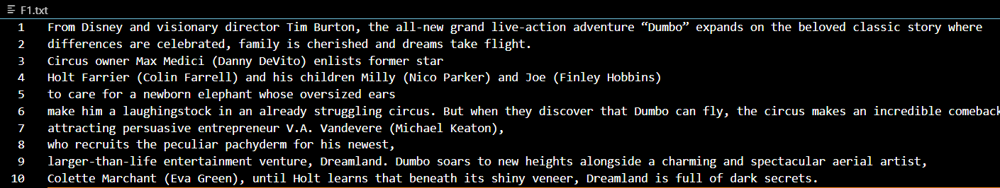 F1.txt
1 From Disney and visionary director Tim Burton, the all-new grand live-action adventure “Dumbo” expands on the beloved classic story where
2 differences are celebrated, family is cherished and dreams take flight.
3 Circus owner Max Medici (Danny DeVito) enlists former star
4 Holt Farrier (Colin Farrell) and his children Milly (Nico Parker) and Joe (Finley Hobbins)
5 to care for a newborn elephant whose oversized ears
6 make him a laughingstock in an already struggling circus. But when they discover that Dumbo can fly, the circus makes an incredible comeback
7 attracting persuasive entrepreneur V.A. Vandevere (Michael Keaton),
8 who recruits the peculiar pachyderm for his newest,
9 larger-than-life entertainment venture, Dreamland. Dumbo soars to new heights alongside a charming and spectacular aerial artist,
10 Colette Marchant (Eva Green), until Holt learns that beneath its shiny veneer, Dreamland is full of dark secrets.